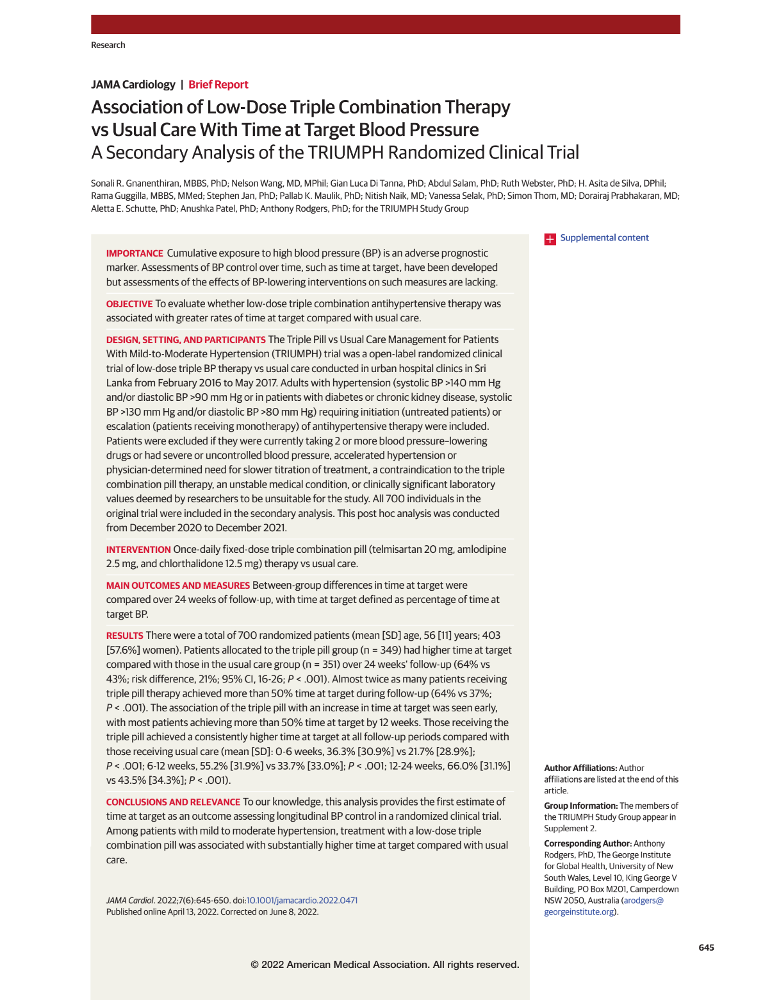 Research
JAMA Cardiology | Brief Report
Association of Low-Dose Triple Combination Therapy
vs Usual Care With Time at Target Blood Pressure
A Secondary Analysis of the TRIUMPH Randomized Clinical Trial
Sonali R. Gnanenthiran, MBBS, PhD; Nelson Wang, MD, MPhil; Gian Luca Di Tanna, PhD; Abdul Salam, PhD; Ruth Webster, PhD; H. Asita de Silva, DPhil;
Rama Guggilla, MBBS, MMed; Stephen Jan, PhD; Pallab K. Maulik, PhD; Nitish Naik, MD; Vanessa Selak, PhD; Simon Thom, MD; Dorairaj Prabhakaran, MD;
Aletta E. Schutte, PhD; Anushka Patel, PhD; Anthony Rodgers, PhD; for the TRIUMPH Study Group
IMPORTANCE Cumulative exposure to high blood pressure (BP) is an adverse prognostic
marker. Assessments of BP control over time, such as time at target, have been developed
but assessments of the effects of BP-lowering interventions on such measures are lacking.
OBJECTIVE To evaluate whether low-dose triple combination antihypertensive therapy was
associated with greater rates of time at target compared with usual care.
DESIGN, SETTING, AND PARTICIPANTS The Triple Pill vs Usual Care Management for Patients
With Mild-to-Moderate Hypertension (TRIUMPH) trial was a open-label randomized clinical
trial of low-dose triple BP therapy vs usual care conducted in urban hospital clinics in Sri
Lanka from February 2016 to May 2017. Adults with hypertension (systolic BP >140 mm Hg
and/or diastolic BP >90 mm Hg or in patients with diabetes or chronic kidney disease, systolic
BP >130 mm Hg and/or diastolic BP >80 mm Hg) requiring initiation (untreated patients) or
escalation (patients receiving monotherapy) of antihypertensive therapy were included.
Patients were excluded if they were currently taking 2 or more blood pressure–lowering
drugs or had severe or uncontrolled blood pressure, accelerated hypertension or
physician-determined need for slower titration of treatment, a contraindication to the triple
combination pill therapy, an unstable medical condition, or clinically significant laboratory
values deemed by researchers to be unsuitable for the study. All 700 individuals in the
original trial were included in the secondary analysis. This post hoc analysis was conducted
from December 2020 to December 2021.
INTERVENTION Once-daily fixed-dose triple combination pill (telmisartan 20 mg, amlodipine
2.5 mg, and chlorthalidone 12.5 mg) therapy vs usual care.
MAIN OUTCOMES AND MEASURES Between-group differences in time at target were
compared over 24 weeks of follow-up, with time at target defined as percentage of time at
target BP.
RESULTS There were a total of 700 randomized patients (mean [SD] age, 56 [11] years; 403
[57.6%] women). Patients allocated to the triple pill group (n = 349) had higher time at target
compared with those in the usual care group (n = 351) over 24 weeks’ follow-up (64% vs
43%; risk difference, 21%; 95% CI, 16-26; P < .001). Almost twice as many patients receiving
triple pill therapy achieved more than 50% time at target during follow-up (64% vs 37%;
P < .001). The association of the triple pill with an increase in time at target was seen early,
with most patients achieving more than 50% time at target by 12 weeks. Those receiving the
triple pill achieved a consistently higher time at target at all follow-up periods compared with
those receiving usual care (mean [SD]: 0-6 weeks, 36.3% [30.9%] vs 21.7% [28.9%];
P < .001; 6-12 weeks, 55.2% [31.9%] vs 33.7% [33.0%]; P < .001; 12-24 weeks, 66.0% [31.1%]
vs 43.5% [34.3%]; P < .001).
CONCLUSIONS AND RELEVANCE To our knowledge, this analysis provides the first estimate of
time at target as an outcome assessing longitudinal BP control in a randomized clinical trial.
Among patients with mild to moderate hypertension, treatment with a low-dose triple
combination pill was associated with substantially higher time at target compared with usual
care.
JAMA Cardiol. 2022;7(6):645-650. doi:10.1001/jamacardio.2022.0471
Published online April 13, 2022. Corrected on June 8, 2022.
Supplemental content
Author Affiliations: Author
affiliations are listed at the end of this
article.
Group Information: The members of
the TRIUMPH Study Group appear in
Supplement 2.
Corresponding Author: Anthony
Rodgers, PhD, The George Institute
for Global Health, University of New
South Wales, Level 10, King George V
Building, PO Box M201, Camperdown
NSW 2050, Australia (arodgers@
georgeinstitute.org).
645
© 2022 American Medical Association. All rights reserved.